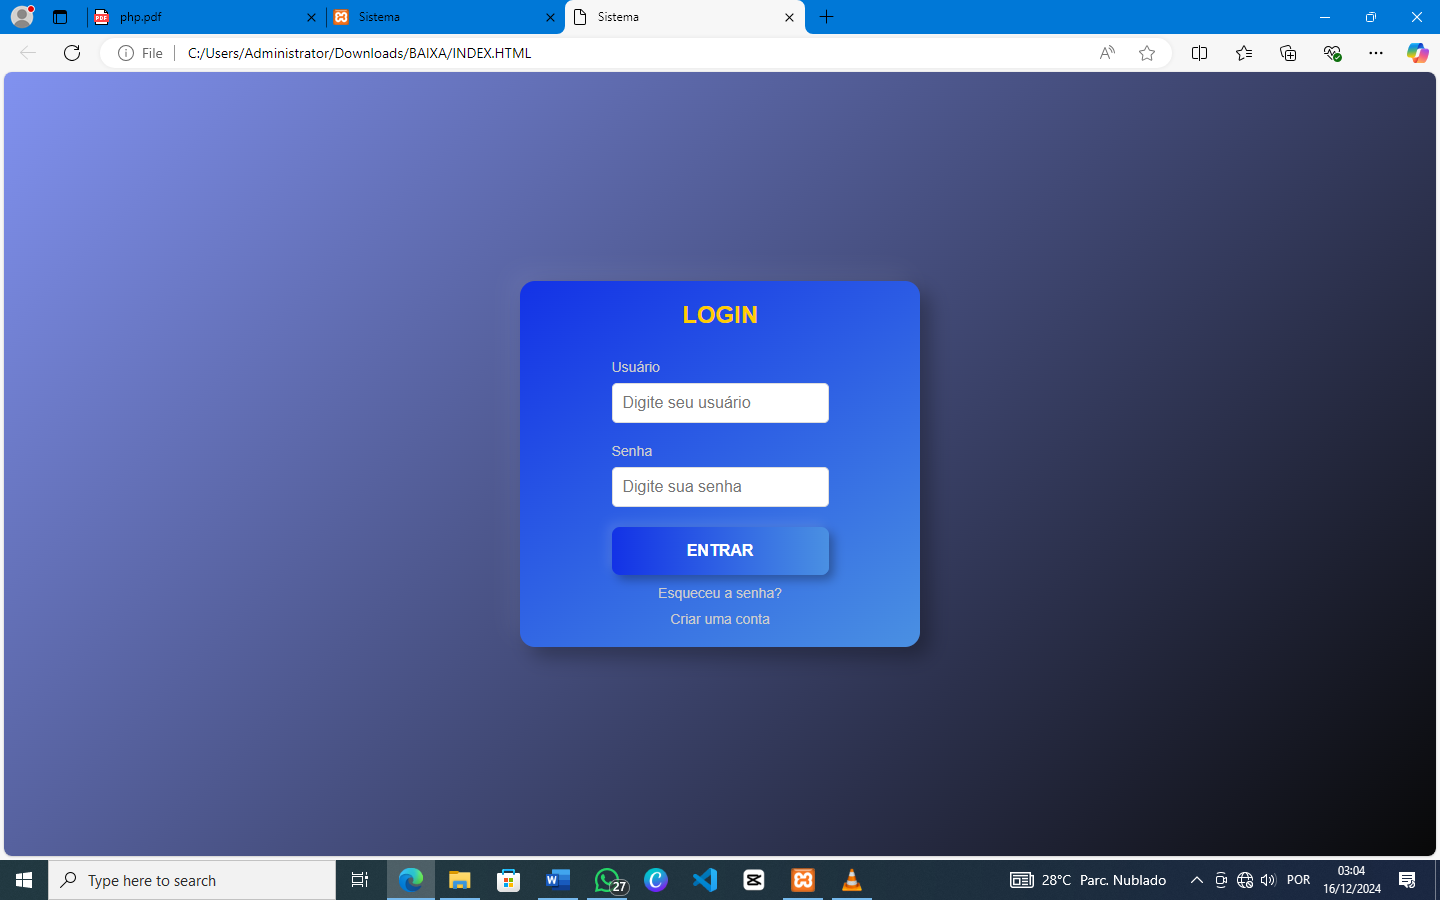 php.pdf
Sistema
Sistema
File
C:/Users/Administrator/Downloads/BAIXA/INDEX.HTML
LOGIN
Usuário
Digite seu usuário
Senha
Digite sua senha
ENTRAR
Esqueceu a senha?
Criar uma conta
Type here to search
27
28°C Parc. Nublado
POR
03:04
16/12/2024